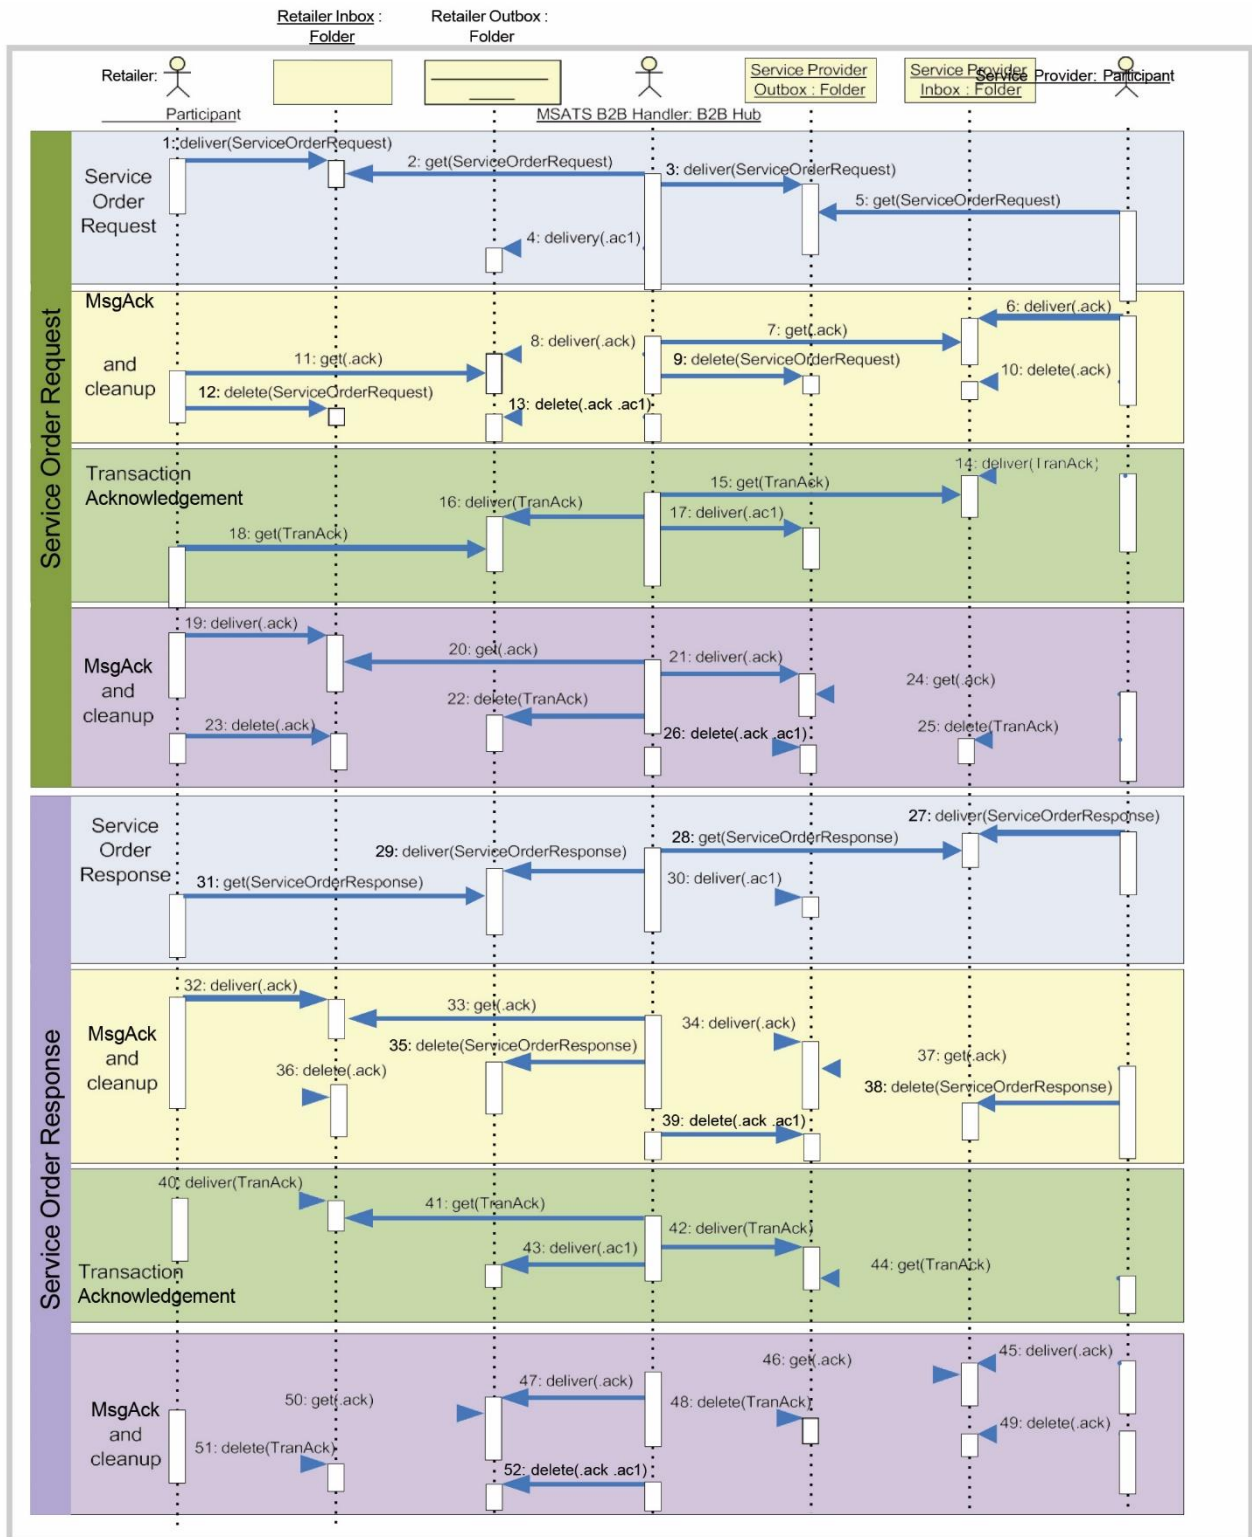 Retailer Inbox :
Folder
Retailer Outbox :
Folder
Retailer:
Participant
MSATS B2B Handler: B2B Hub
Service Provider
Outbox : Folder
Service Provider
Inbox : Folder
Service Provider: Participant
Service Order Request
Service
Order
Request
1: deliver(ServiceOrderRequest)
2: get(ServiceOrderRequest)
3: deliver(ServiceOrderRequest)
5: get(ServiceOrderRequest)
4: delivery(.ac1)
MsgAck
and
cleanup
6: deliver(.ack)
7: get(.ack)
8: deliver(.ack)
11: get(.ack)
9: delete(ServiceOrderRequest)
10: delete(.ack)
12: delete(ServiceOrderRequest)
13: delete(.ack .ac1)
Transaction
Acknowledgement
14: deliver(TranAck)
15: get(TranAck)
16: deliver(TranAck)
17: deliver(.ac1)
18: get(TranAck)
MsgAck
and
cleanup
19: deliver(.ack)
20: get(.ack)
21: deliver(.ack)
24: get(.ack)
22: delete(TranAck)
23: delete(.ack)
26: delete(.ack .ac1)
25: delete(TranAck)
Service Order Response
Service
Order
Response
27: deliver(ServiceOrderResponse)
28: get(ServiceOrderResponse)
29: deliver(ServiceOrderResponse)
30: deliver(.ac1)
31: get(ServiceOrderResponse)
MsgAck
and
cleanup
32: deliver(.ack)
33: get(.ack)
34: deliver(.ack)
35: delete(ServiceOrderResponse)
37: get(.ack)
36: delete(.ack)
38: delete(ServiceOrderResponse)
39: delete(.ack .ac1)
Transaction
Acknowledgement
40: deliver(TranAck)
41: get(TranAck)
42: deliver(TranAck)
43: deliver(.ac1)
44: get(TranAck)
MsgAck
and
cleanup
45: deliver(.ack)
46: get(.ack)
47: deliver(.ack)
50: get(.ack)
48: delete(TranAck)
49: delete(.ack)
51: delete(TranAck)
52: delete(.ack .ac1)